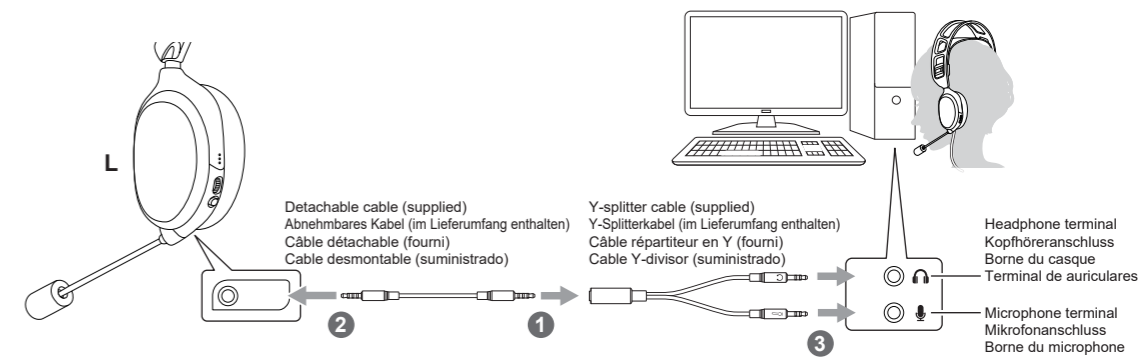 L
Detachable cable (supplied)
Abnehmbares Kabel (im Lieferumfang enthalten)
Câble détachable (fourni)
Cable desmontable (suministrado)
Y-splitter cable (supplied)
Y-Splitterkabel (im Lieferumfang enthalten)
Câble répartiteur en Y (fourni)
Cable Y-divisor (suministrado)
Headphone terminal
Kopfhöreranschluss
Borne du casque
Terminal de auriculares
Microphone terminal
Mikrofonanschluss
Borne du microphone
2
1
3